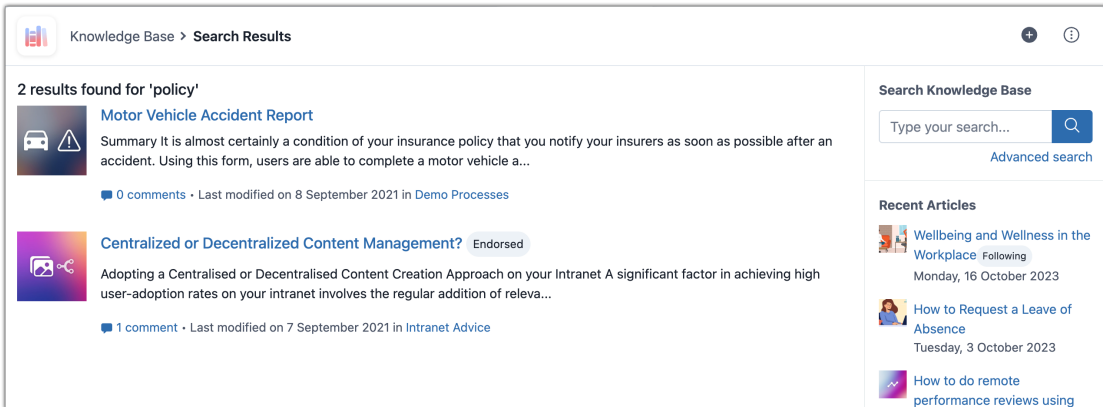 Knowledge Base > Search Results
2 results found for 'policy'
Motor Vehicle Accident Report
Summary It is almost certainly a condition of your insurance policy that you notify your insurers as soon as possible after an
accident. Using this form, users are able to complete a motor vehicle a...
0 comments • Last modified on 8 September 2021 in Demo Processes
Centralized or Decentralized Content Management? Endorsed
Adopting a Centralised or Decentralised Content Creation Approach on your Intranet A significant factor in achieving high
user-adoption rates on your intranet involves the regular addition of releva...
1 comment • Last modified on 7 September 2021 in Intranet Advice
Search Knowledge Base
Type your search...
Advanced search
Recent Articles
Wellbeing and Wellness in the
Workplace Following
Monday, 16 October 2023
How to Request a Leave of
Absence
Tuesday, 3 October 2023
How to do remote
performance reviews using